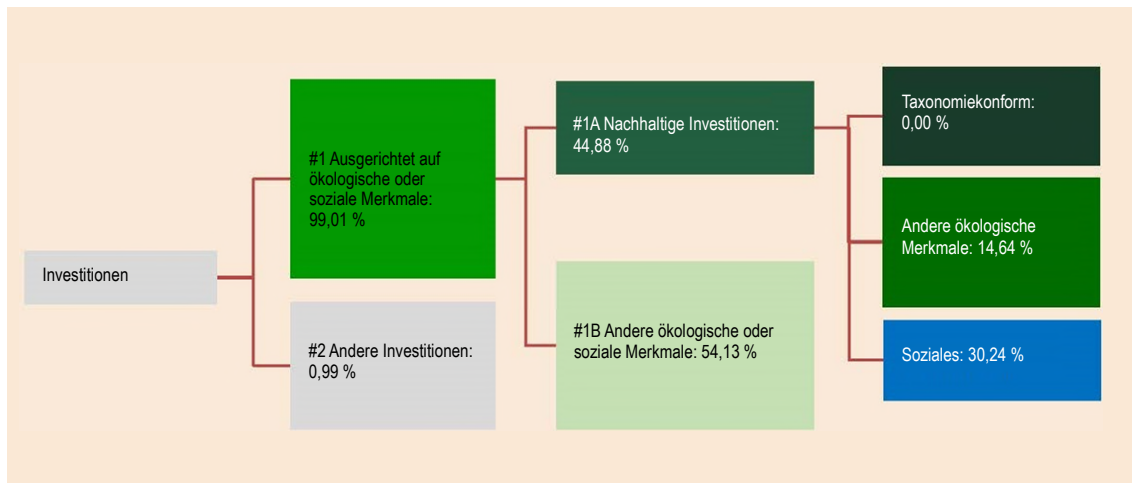 Investitionen
#1 Ausgerichtet auf
ökologische oder
soziale Merkmale:
99,01 %
#2 Andere Investitionen:
0,99 %
#1A Nachhaltige Investitionen:
44,88 %
#1B Andere ökologische oder
soziale Merkmale: 54,13 %
Taxonomiekonform:
0,00 %
Andere ökologische
Merkmale: 14,64 %
Soziales: 30,24 %